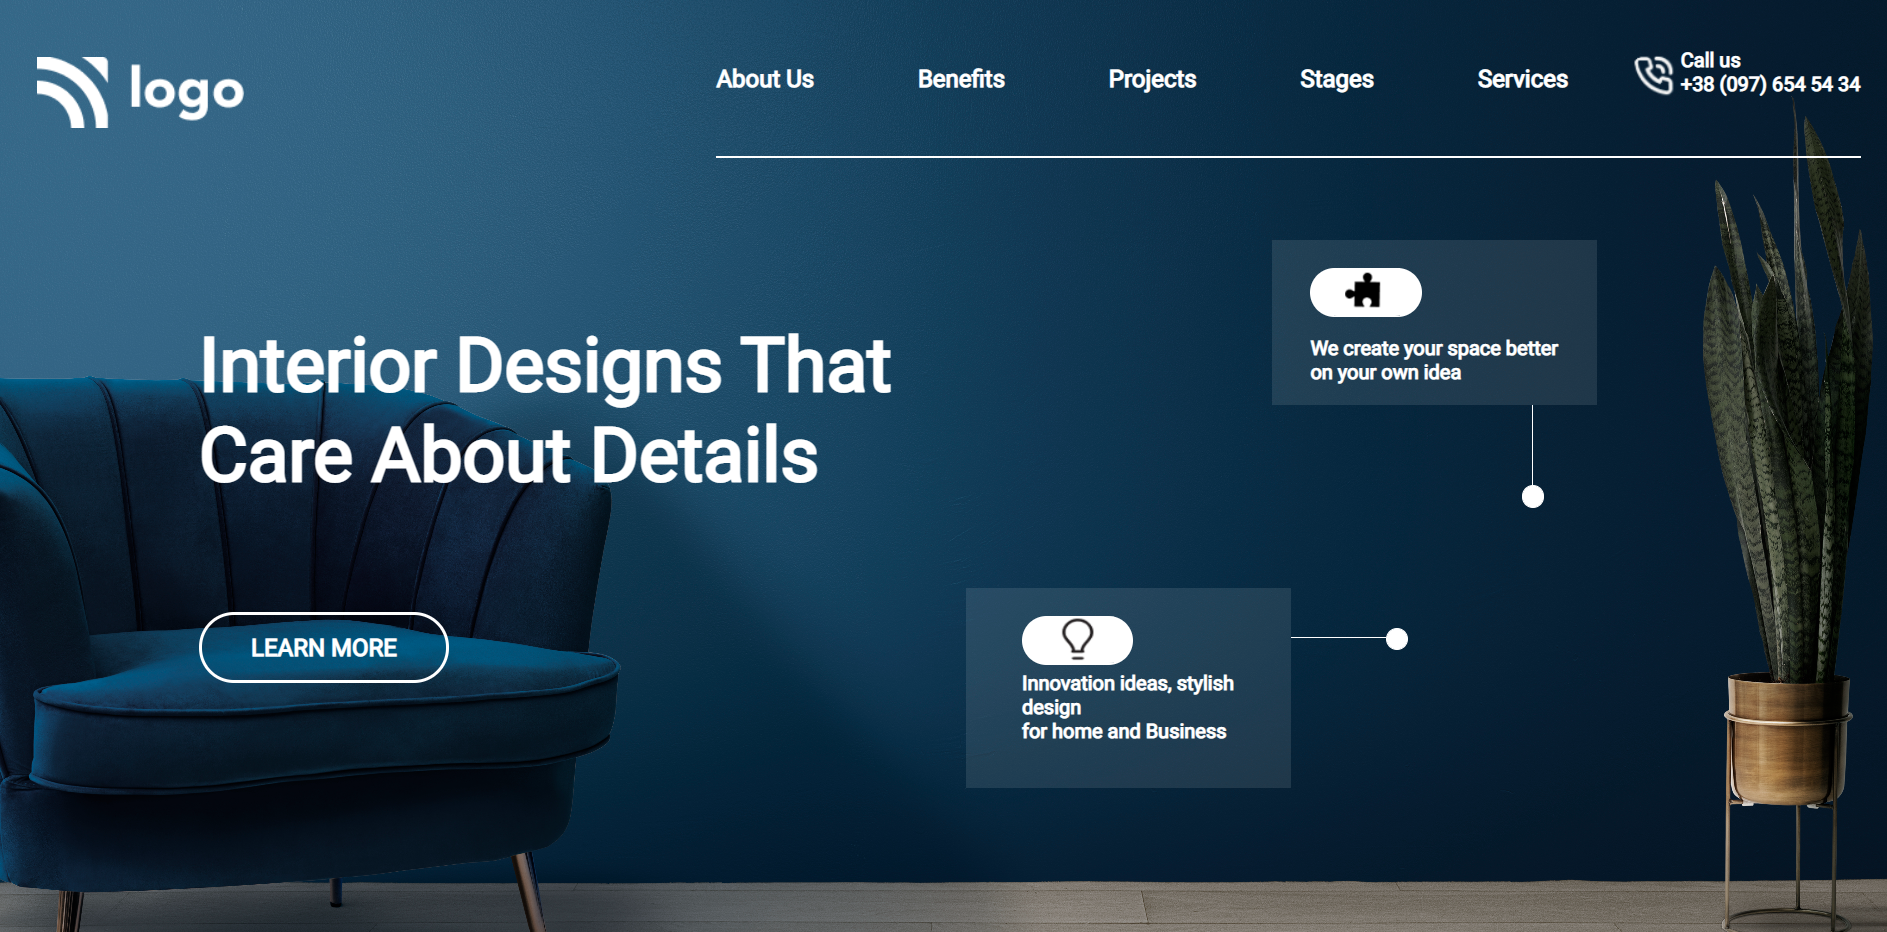 logo
About Us
Benefits
Projects
Stages
Services
Call us
+38 (097) 654 54 34
Interior Designs That
Care About Details
LEARN MORE
We create your space better
on your own idea
Innovation ideas, stylish
design
for home and Business